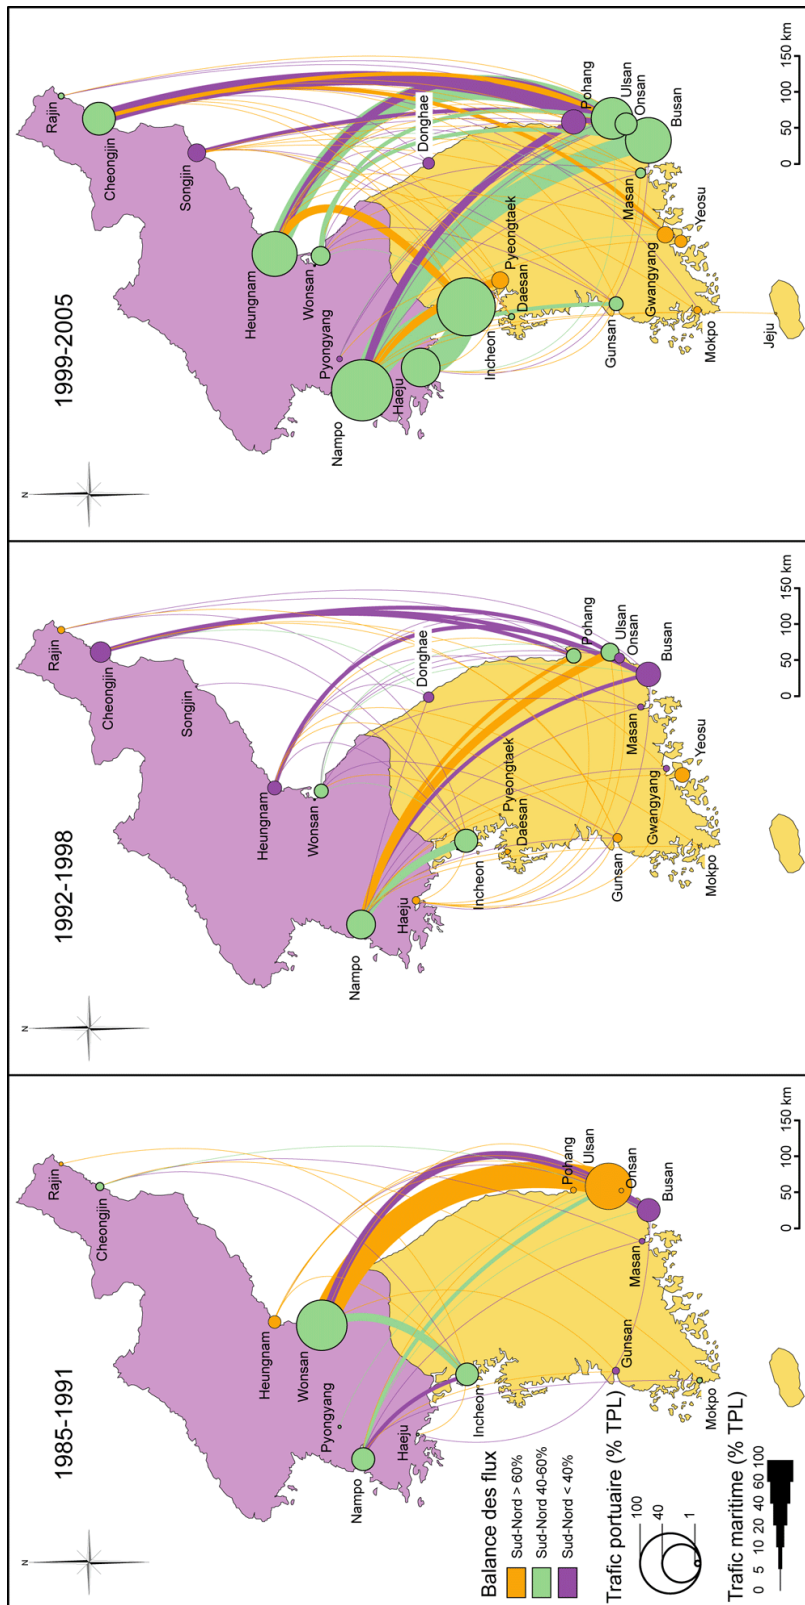 1985-1991
N
Rajin
Cheongjin
Heungnam
Wonsan
Pyongyang
Nampo
Haeju
Incheon
Pohang
Ulsan
Onsan
Busan
Masan
Gunsan
Mokpo
0 50 100 150 km
Balance des flux
Sud-Nord > 60%
Sud-Nord 40-60%
Sud-Nord < 40%
Trafic portuaire (% TPL)
100
40
1
Trafic maritime (% TPL)
0 5 10 20 40 60 100
1992-1998
N
Rajin
Cheongjin
Songjin
Heungnam
Wonsan
Nampo
Haeju
Donghae
Incheon
Pyeongtaek
Daesan
Pohang
Ulsan
Onsan
Busan
Masan
Gwangyang
Yeosu
Gunsan
Mokpo
0 50 100 150 km
1999-2005
N
Rajin
Cheongjin
Songjin
Heungnam
Wonsan
Pyongyang
Nampo
Haeju
Donghae
Incheon
Pyeongtaek
Daesan
Pohang
Ulsan
Onsan
Busan
Masan
Gwangyang
Yeosu
Gunsan
Mokpo
Jeju
0 50 100 150 km